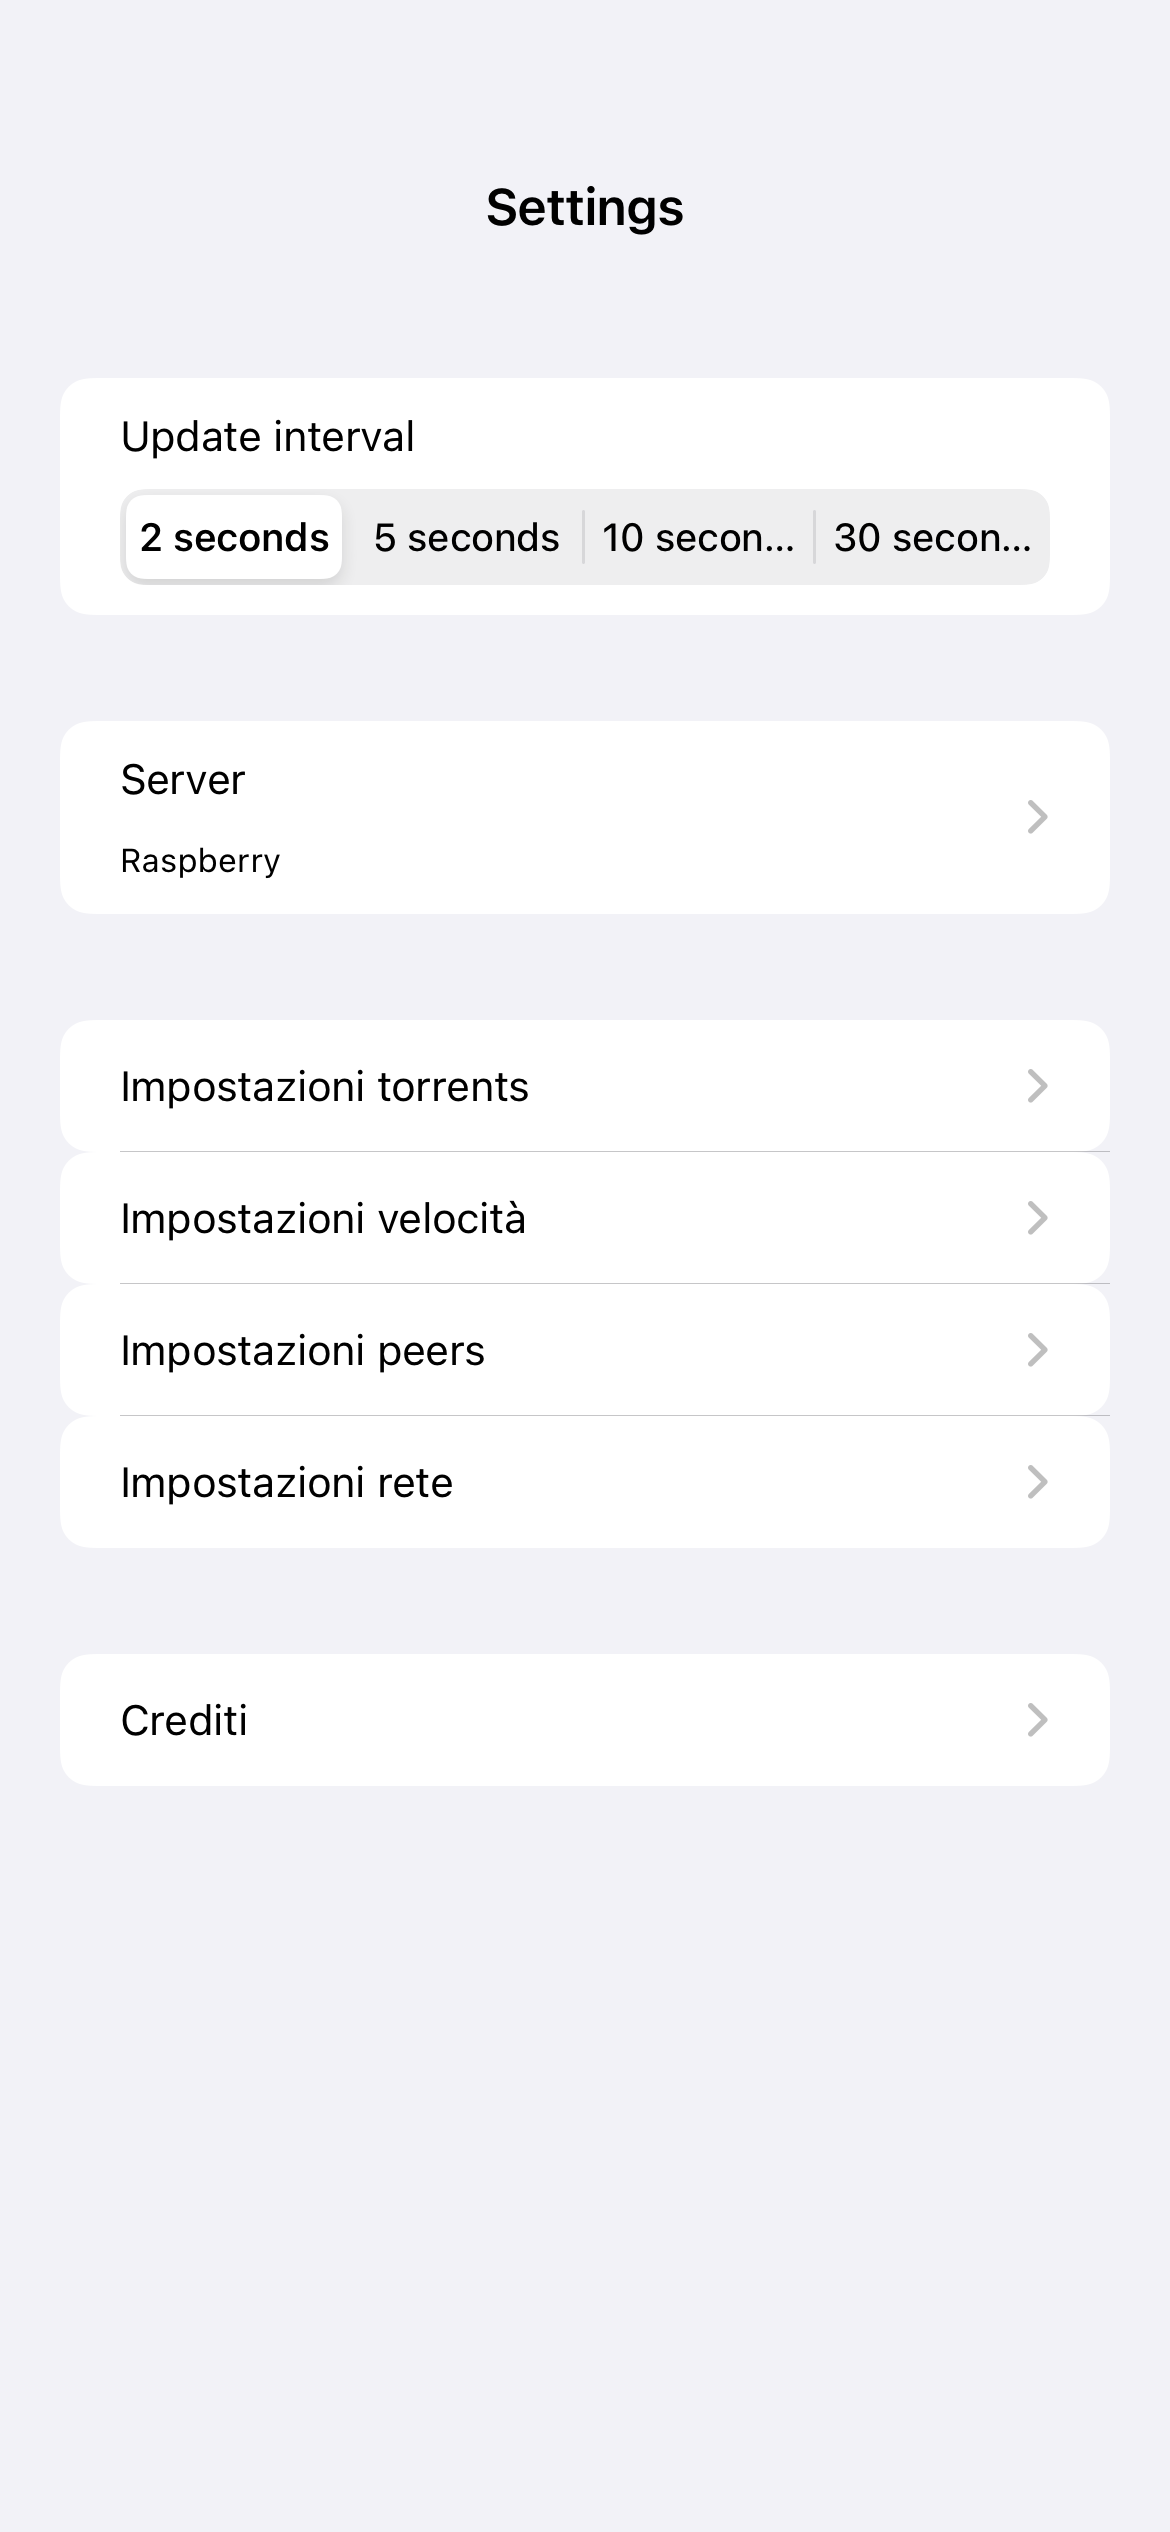 Settings
Update interval
2 seconds 5 seconds 10 secon... 30 secon...
Server
Raspberry
Impostazioni torrents
Impostazioni velocità
Impostazioni peers
Impostazioni rete
Crediti